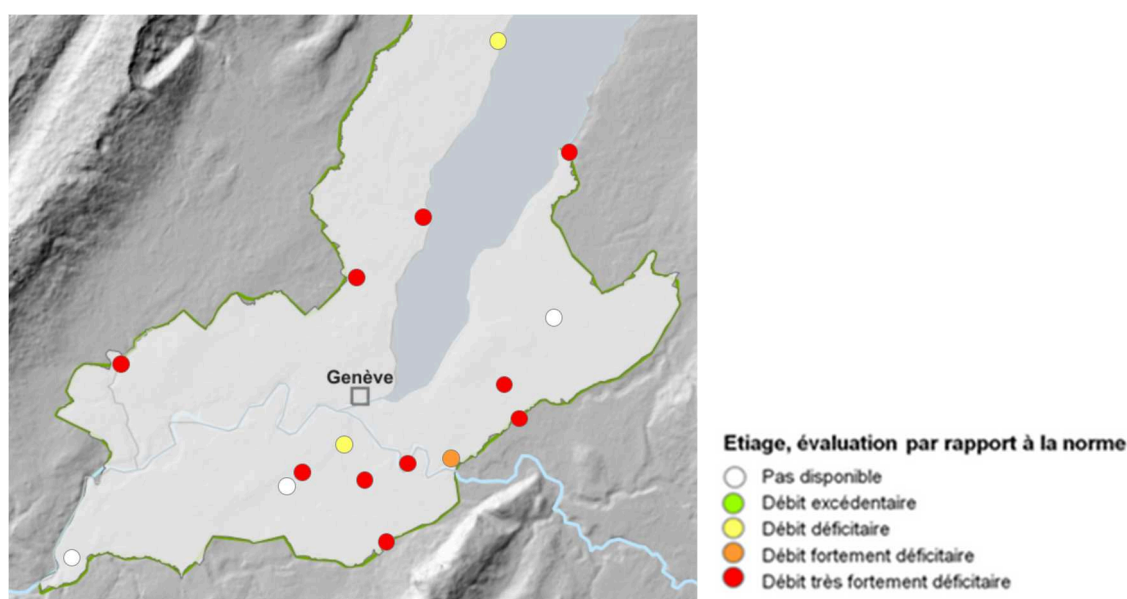 Genève
Etiage, évaluation par rapport à la norme
Pas disponible
Débit excédentaire
Débit déficitaire
Débit fortement déficitaire
Débit très fortement déficitaire